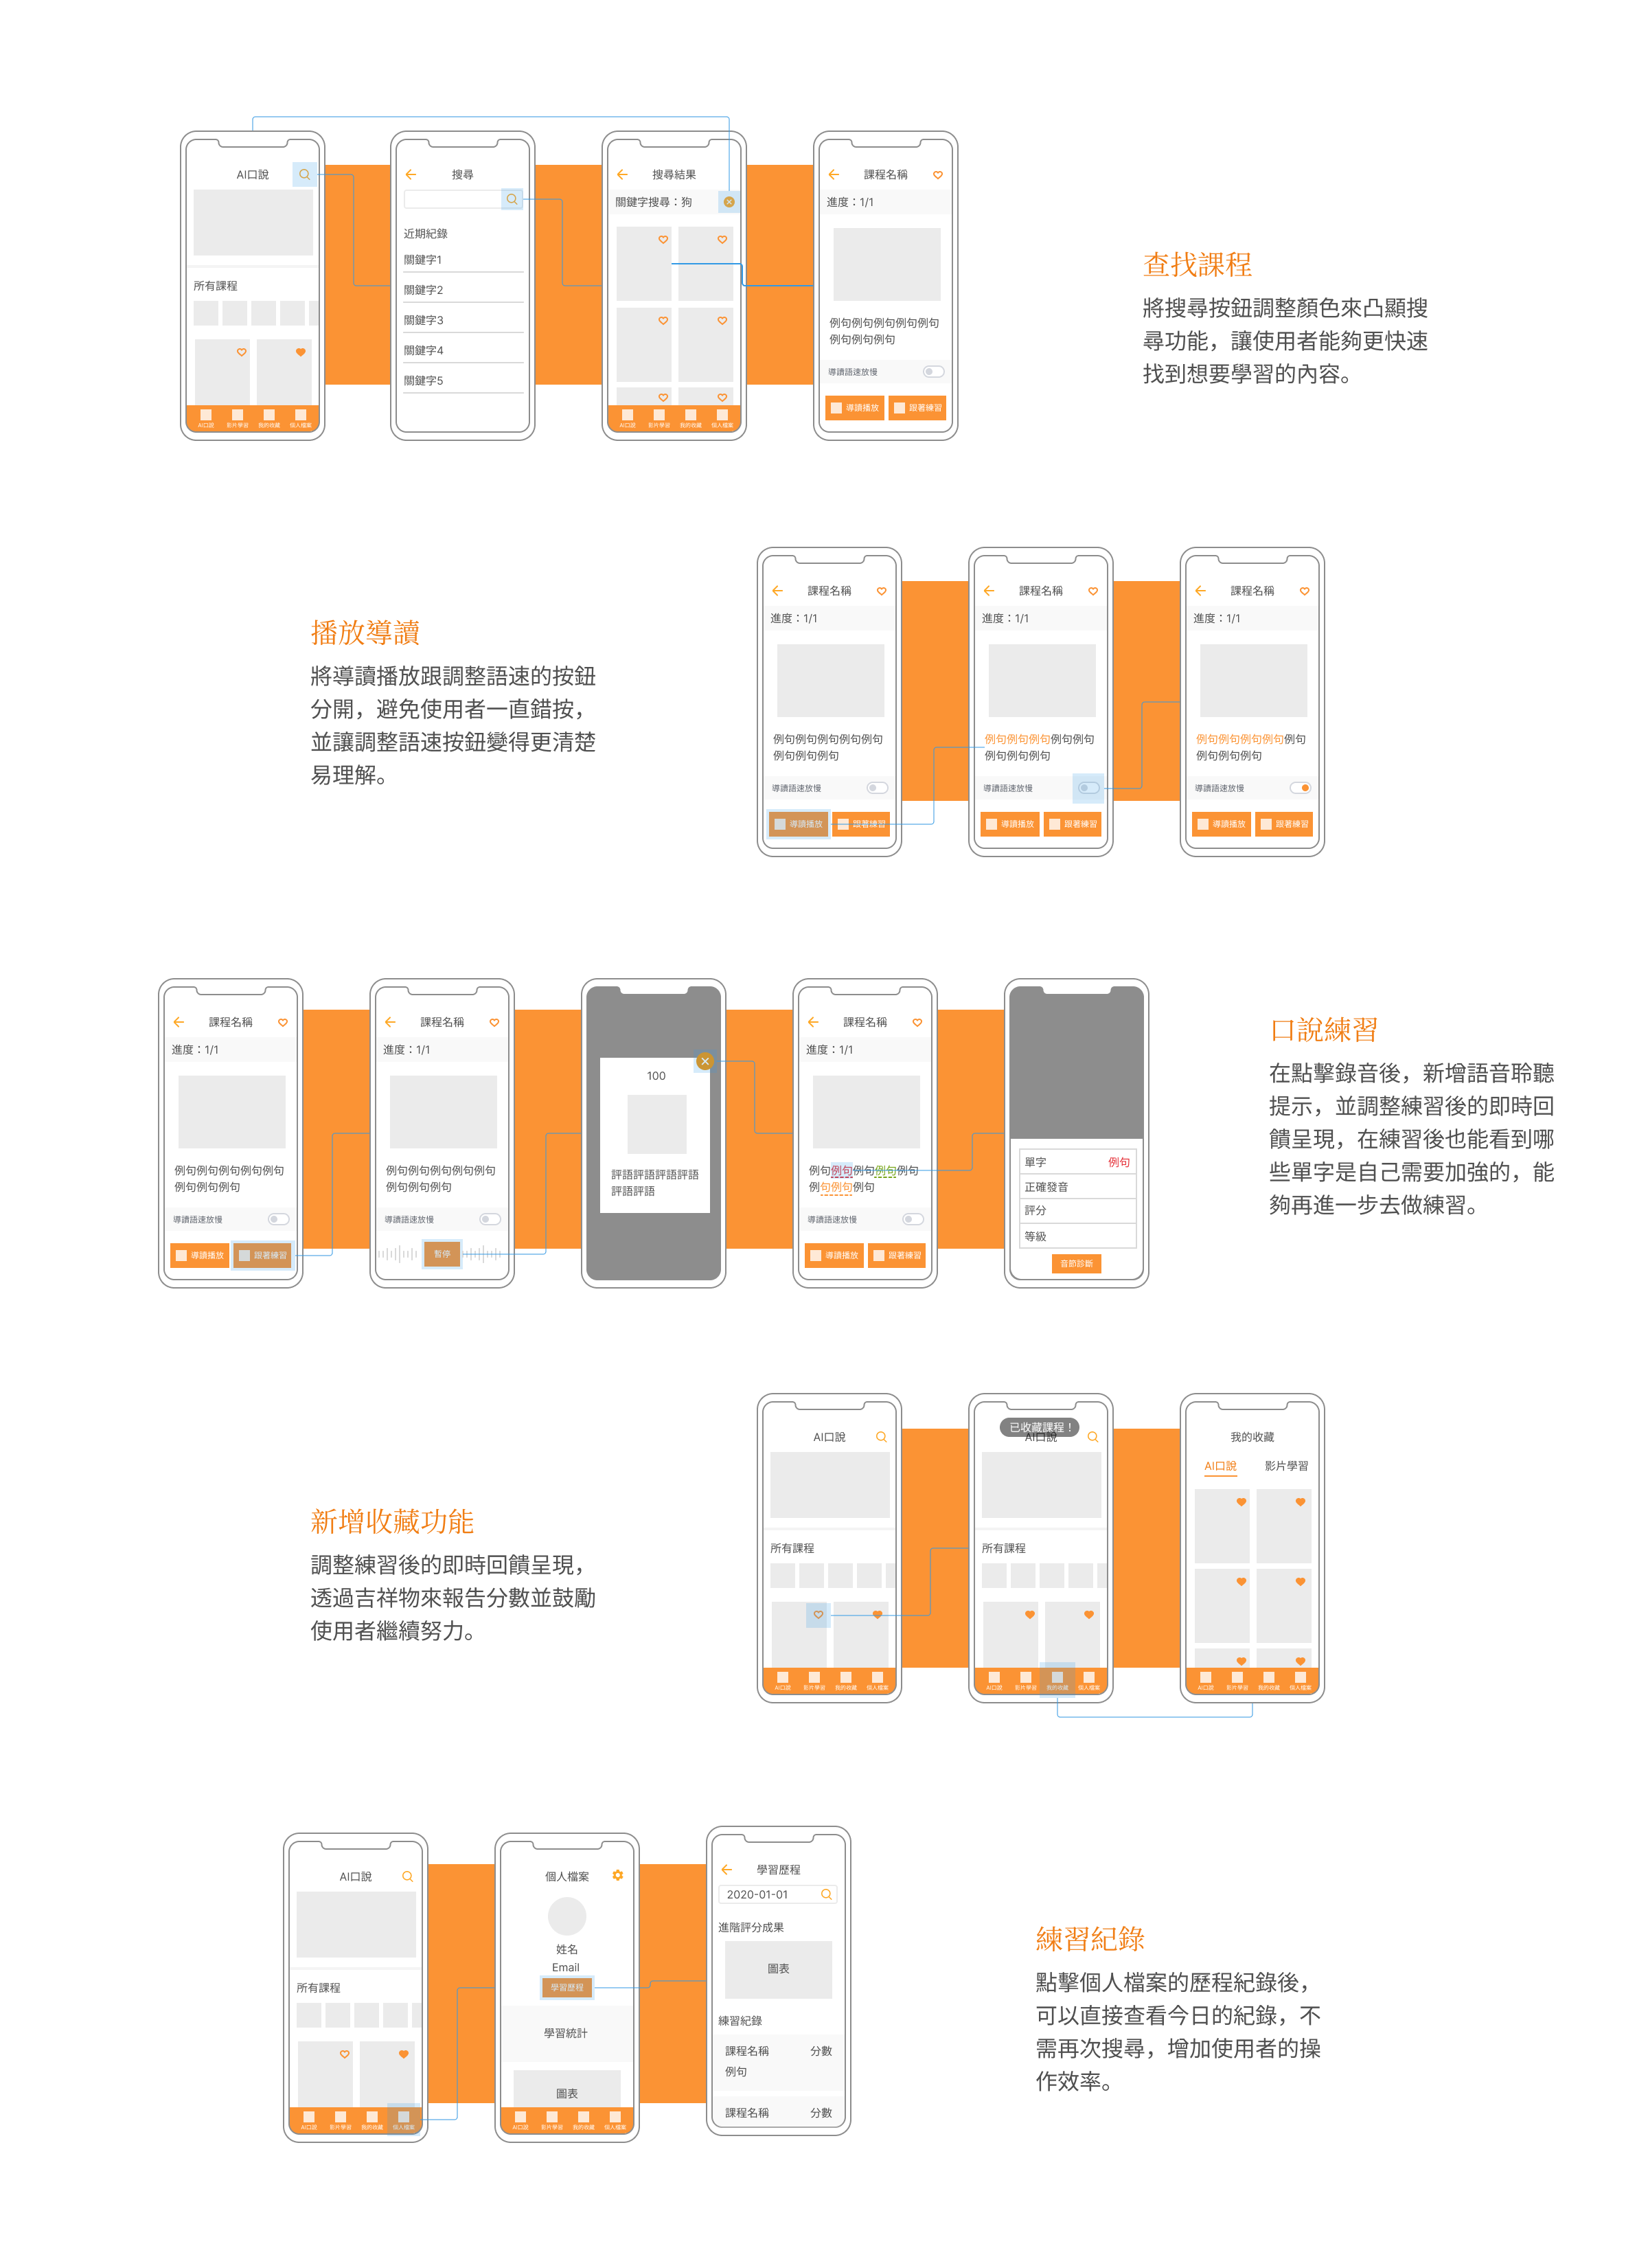 AI口說
所有課程
AI口說 影片學習 我的收藏 個人檔案
搜尋
近期紀錄
關鍵字1
關鍵字2
關鍵字3
關鍵字4
關鍵字5
搜尋結果
關鍵字搜尋：狗
AI口說 影片學習 我的收藏 個人檔案
課程名稱
進度：1/1
例句例句例句例句例句
例句例句例句
導讀語速放慢
導讀播放 跟著練習
查找課程
將搜尋按鈕調整顏色來凸顯搜
尋功能，讓使用者能夠更快速
找到想要學習的內容。
播放導讀
將導讀播放跟調整語速的按鈕
分開，避免使用者一直錯按，
並讓調整語速按鈕變得更清楚
易理解。
課程名稱
進度：1/1
例句例句例句例句例句
例句例句例句
導讀語速放慢
導讀播放 跟著練習
課程名稱
進度：1/1
例句例句例句例句例句
例句例句例句
導讀語速放慢
導讀播放 跟著練習
課程名稱
進度：1/1
例句例句例句例句例句
例句例句例句
導讀語速放慢
導讀播放 跟著練習
課程名稱
進度：1/1
例句例句例句例句例句
例句例句例句
導讀語速放慢
導讀播放 跟著練習
課程名稱
進度：1/1
例句例句例句例句例句
例句例句例句
導讀語速放慢
暫停
100
評語評語評語評語
評語評語
課程名稱
進度：1/1
例句例句例句例句例句
例句例句例句
導讀語速放慢
導讀播放 跟著練習
單字 例句
正確發音
評分
等級
音節診斷
口說練習
在點擊錄音後，新增語音聆聽
提示，並調整練習後的即時回
饋呈現，在練習後也能看到哪
些單字是自己需要加強的，能
夠再進一步去做練習。
新增收藏功能
調整練習後的即時回饋呈現，
透過吉祥物來報告分數並鼓勵
使用者繼續努力。
AI口說
所有課程
AI口說 影片學習 我的收藏 個人檔案
已收藏課程！
AI口說
所有課程
AI口說 影片學習 我的收藏 個人檔案
我的收藏
AI口說 影片學習
AI口說 影片學習 我的收藏 個人檔案
AI口說
所有課程
AI口說 影片學習 我的收藏 個人檔案
個人檔案
姓名
Email
學習歷程
學習統計
圖表
AI口說 影片學習 我的收藏 個人檔案
學習歷程
2020-01-01
進階評分成果
圖表
練習紀錄
課程名稱 分數
例句
課程名稱 分數
練習紀錄
點擊個人檔案的歷程紀錄後，
可以直接查看今日的紀錄，不
需再次搜尋，增加使用者的操
作效率。